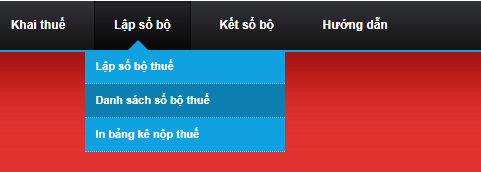 Khai thuế Lập sổ bộ Kết sổ bộ Hướng dẫn
Lập sổ bộ thuế
Danh sách sổ bộ thuế
In bảng kê nộp thuế